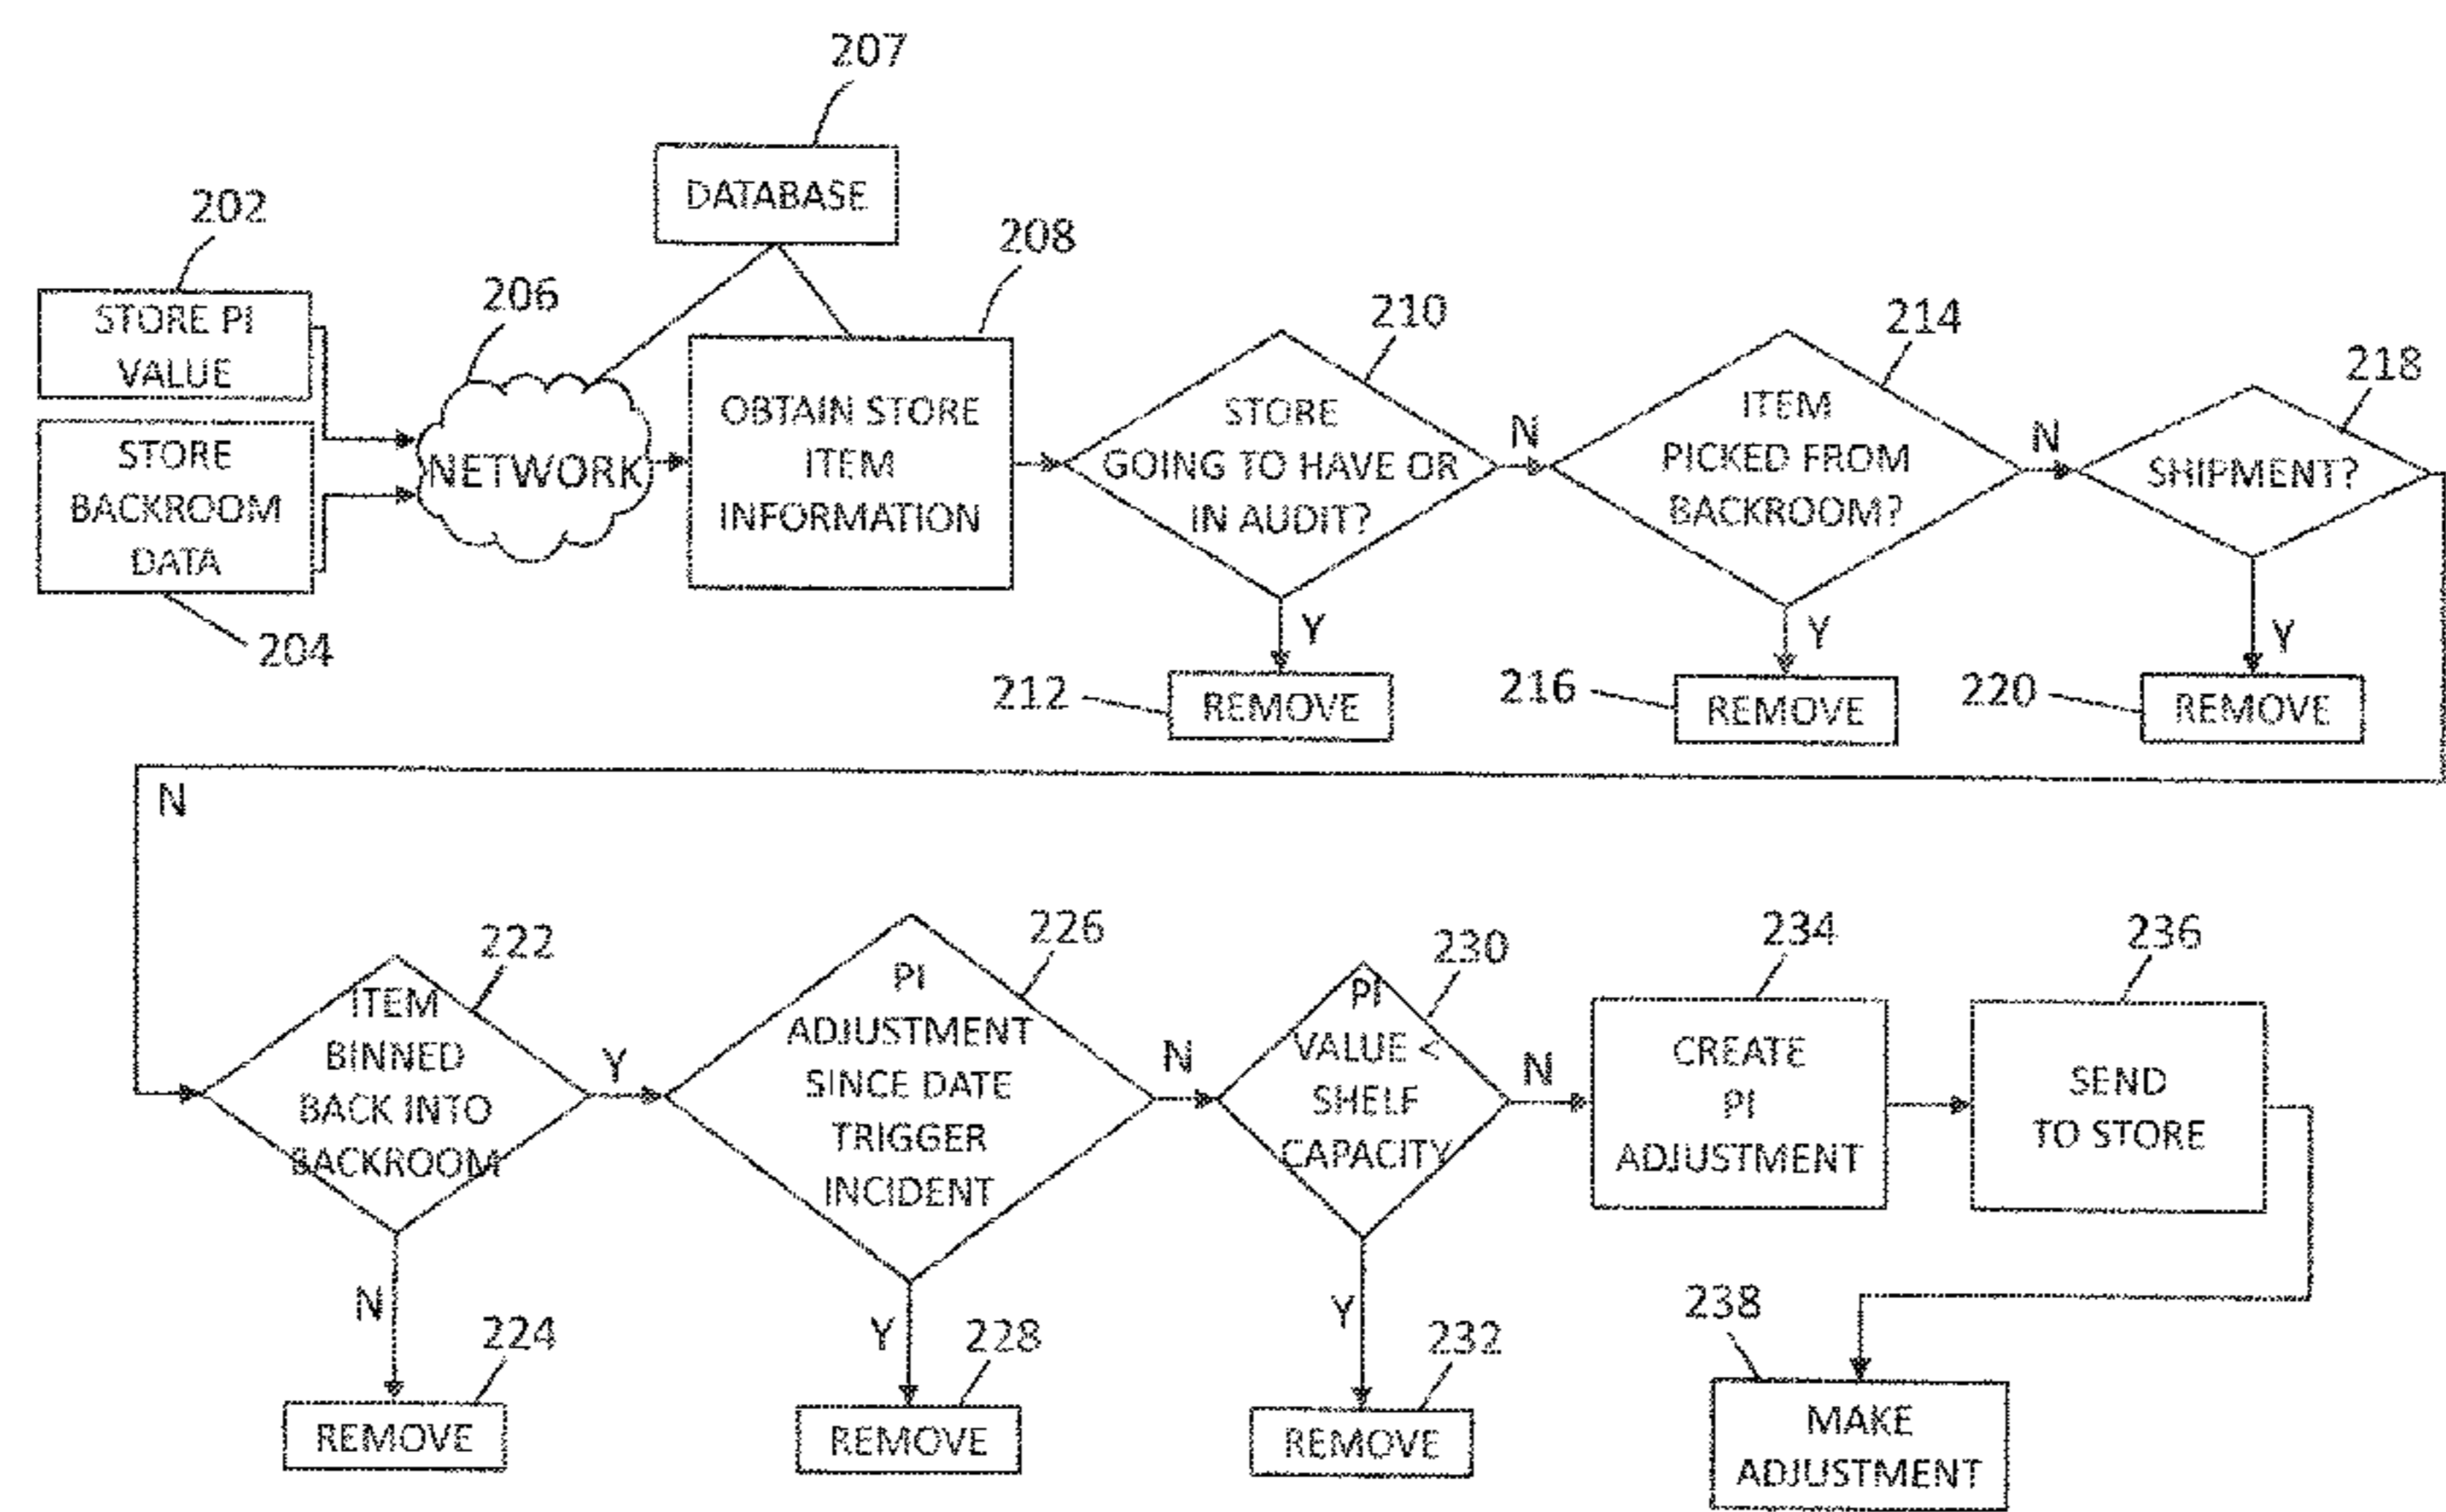 207
DATABASE
202
208
STORE PI
VALUE
206
210
214
218
STORE
BACKROOM
DATA
204
NETWORK
OBTAIN STORE
ITEM
INFORMATION
STORE
GOING TO HAVE OR
IN AUDIT?
N
ITEM
PICKED FROM
BACKROOM?
N
SHIPMENT?
Y
Y
Y
212
REMOVE
216
REMOVE
220
REMOVE
N
222
ITEM
BINNED
BACK INTO
BACKROOM
Y
226
PI
ADJUSTMENT
SINCE DATE
TRIGGER
INCIDENT
N
230
PI
VALUE <
SHELF
CAPACITY
N
234
CREATE
PI
ADJUSTMENT
236
SEND
TO STORE
N
224
REMOVE
Y
228
REMOVE
Y
232
REMOVE
238
MAKE
ADJUSTMENT